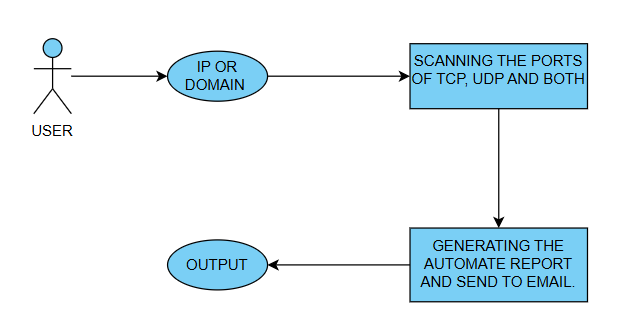 IP OR
DOMAIN
SCANNING THE PORTS
OF TCP, UDP AND BOTH
USER
GENERATING THE
AUTOMATE REPORT
AND SEND TO EMAIL.
OUTPUT